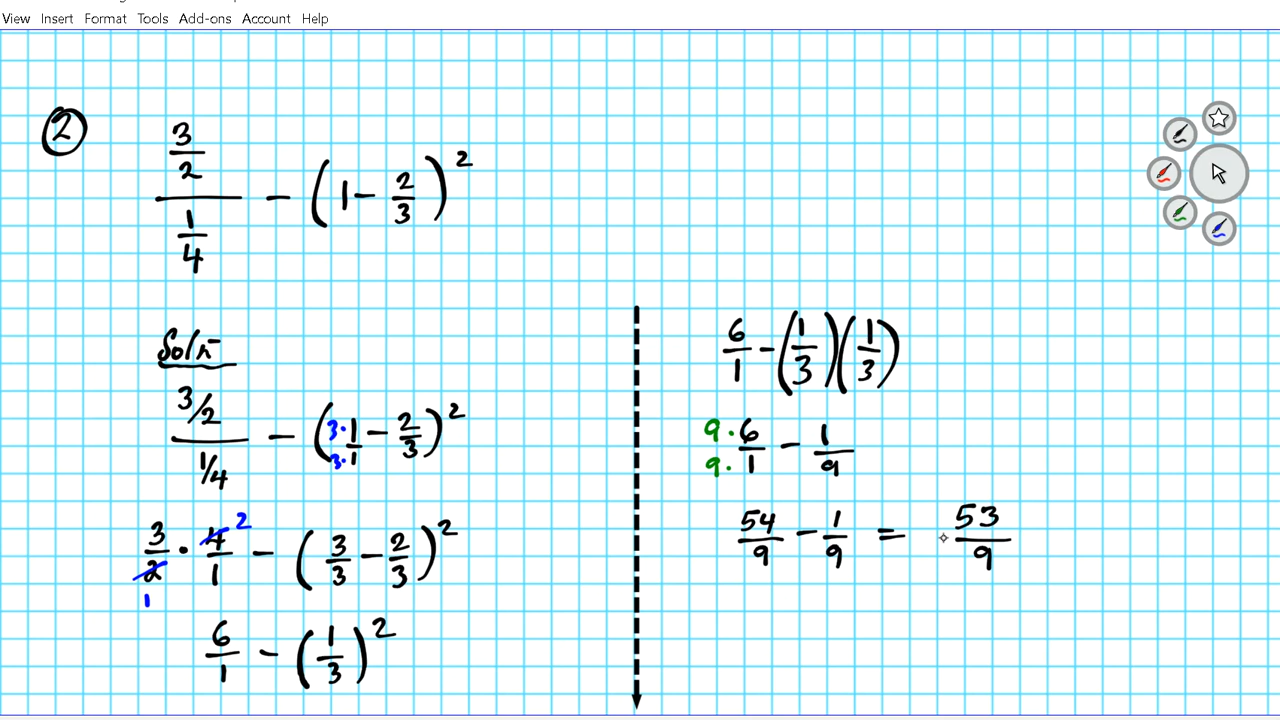 View Insert Format Tools Add-ons Account Help
2
3/2 / 1/4 - (1 - 2/3)^2
Soln
3/2 / 1/4 - (3·1/3·1 - 2/3)^2
3/2 · 4/1 - (3/3 - 2/3)^2
2
1
6/1 - (1/3)^2
6/1 - (1/3)(1/3)
9·6/9·1 - 1/9
54/9 - 1/9 = 53/9